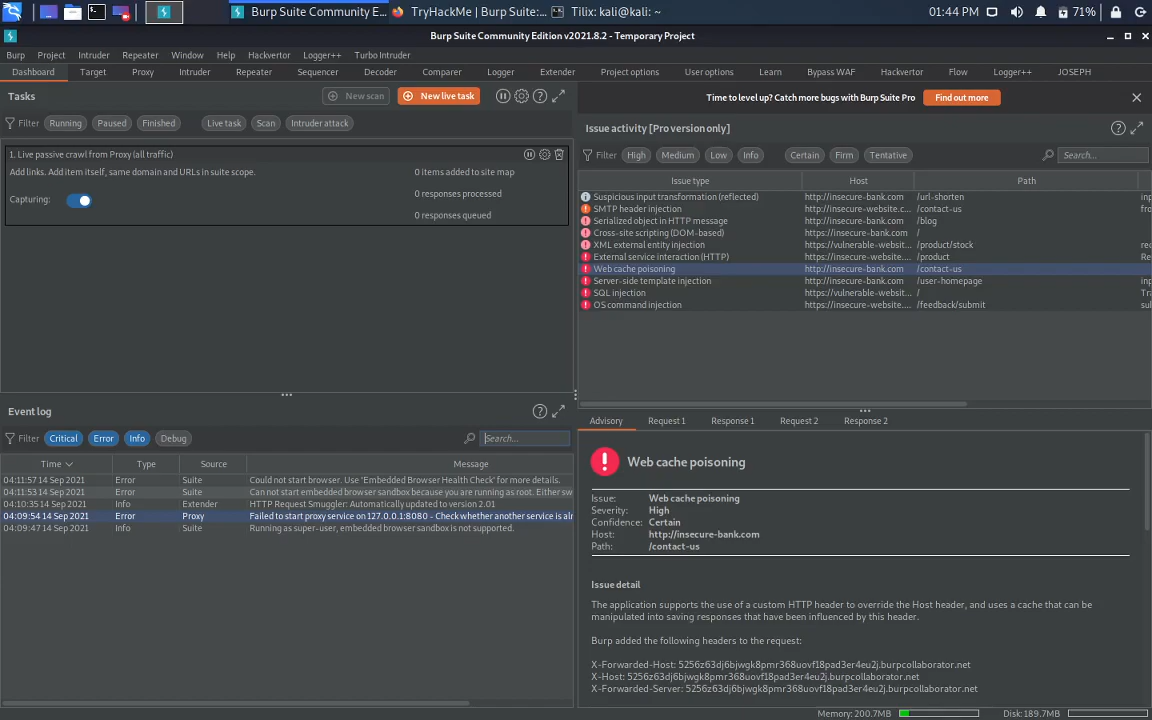 Burp Suite Community E...
TryHackMe | Burp Suite:...
Tilix: kali@kali: ~
01:44 PM
71%
Burp Suite Community Edition v2021.8.2 - Temporary Project
Burp Project Intruder Repeater Window Help Hackvertor Logger++ Turbo Intruder
Dashboard Target Proxy Intruder Repeater Sequencer Decoder Comparer Logger Extender Project options User options Learn Bypass WAF Hackvertor Flow Logger++ JOSEPH
Tasks
New scan
New live task
Time to level up? Catch more bugs with Burp Suite Pro
Find out more
Filter Running Paused Finished Live task Scan Intruder attack
1. Live passive crawl from Proxy (all traffic)
Add links. Add item itself, same domain and URLs in suite scope.
0 items added to site map
Capturing:
0 responses processed
0 responses queued
Issue activity [Pro version only]
Filter High Medium Low Info Certain Firm Tentative Search...
Issue type Host Path
Suspicious input transformation (reflected) http://insecure-bank.com /url-shorten
SMTP header injection http://insecure-website.c... /contact-us
Serialized object in HTTP message http://insecure-bank.com /blog
Cross-site scripting (DOM-based) https://insecure-bank.com /
XML external entity injection https://vulnerable-websit... /product/stock
External service interaction (HTTP) https://insecure-website.... /product
Web cache poisoning http://insecure-bank.com /contact-us
Server-side template injection http://insecure-bank.com /user-homepage
SQL injection https://vulnerable-websit... /
OS command injection https://insecure-website.... /feedback/submit
Event log
Filter Critical Error Info Debug Search...
Time Type Source Message
04:11:57 14 Sep 2021 Error Suite Could not start browser. Use 'Embedded Browser Health Check' for more details.
04:11:53 14 Sep 2021 Error Suite Can not start embedded browser sandbox because you are running as root. Either sw
04:10:35 14 Sep 2021 Info Extender HTTP Request Smuggler: Automatically updated to version 2.01
04:09:54 14 Sep 2021 Error Proxy Failed to start proxy service on 127.0.0.1:8080 - Check whether another service is alr
04:09:47 14 Sep 2021 Info Suite Running as super-user, embedded browser sandbox is not supported.
Advisory Request 1 Response 1 Request 2 Response 2
Web cache poisoning
Issue: Web cache poisoning
Severity: High
Confidence: Certain
Host: http://insecure-bank.com
Path: /contact-us
Issue detail
The application supports the use of a custom HTTP header to override the Host header, and uses a cache that can be
manipulated into saving responses that have been influenced by this header.
Burp added the following headers to the request:
X-Forwarded-Host: 5256z63dj6bjwgk8pmr368uovf18pad3er4eu2j.burpcollaborator.net
X-Host: 5256z63dj6bjwgk8pmr368uovf18pad3er4eu2j.burpcollaborator.net
X-Forwarded-Server: 5256z63dj6bjwgk8pmr368uovf18pad3er4eu2j.burpcollaborator.net
Memory: 200.7MB
Disk: 189.7MB